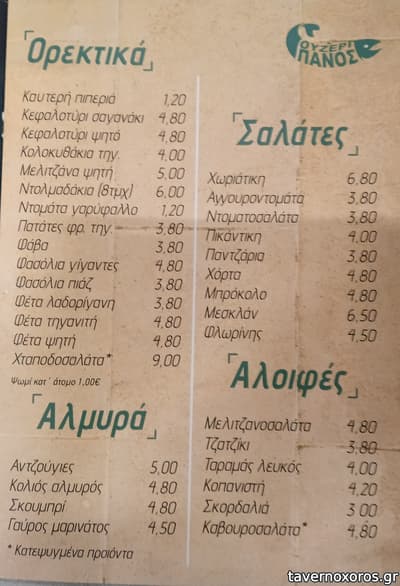 ΟΥΖΕΡΙ
ΠΑΝΟΣ
Ορεκτικά
Καυτερή πιπεριά 1,20
Κεφαλοτύρι σαγανάκι 4,80
Κεφαλοτύρι ψητό 4,80
Κολοκυθάκια τηγ. 4,00
Μελιτζάνα ψητή 5,00
Ντολμαδάκια (8τμχ) 6,00
Ντομάτα γαρύφαλλο 1,20
Πατάτες φρ. τηγ. 3,80
Φάβα 3,80
Φασόλια γίγαντες 4,80
Φασόλια πιάζ 3,80
Φέτα λαδορίγανη 3,80
Φέτα τηγανιτή 4,80
Φέτα ψητή 4,80
Χταποδοσαλάτα* 9,00
Ψωμί κατ΄ άτομο 1,00€
Αλμυρά
Αντζούγιες 5,00
Κολιός αλμυρός 4,80
Σκουμπρί 4,80
Γαύρος μαρινάτος 4,50
* Κατεψυγμένα προιόντα
Σαλάτες
Χωριάτικη 6,80
Αγγουροντομάτα 3,80
Ντοματοσαλάτα 3,80
Πικάντικη 4,00
Παντζάρια 3,80
Χόρτα 4,80
Μπρόκολο 4,80
Μεσκλάν 6,50
Φλωρίνης 4,50
Αλοιφές
Μελιτζανοσαλάτα 4,80
Τζατζίκι 3,80
Ταραμάς λευκός 4,00
Κοπανιστή 4,20
Σκορδαλιά 3 00
Καβουροσαλάτα* 4,80
tavernoxoros.gr